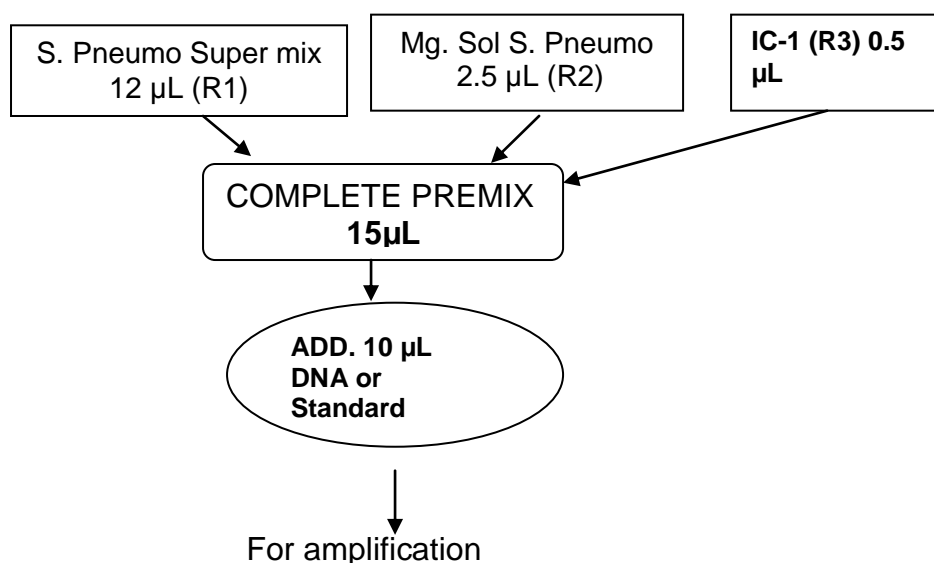 S. Pneumo Super mix
12 µL (R1)
Mg. Sol S. Pneumo
2.5 µL (R2)
IC-1 (R3) 0.5
µL
COMPLETE PREMIX
15µL
ADD. 10 µL
DNA or
Standard
For amplification